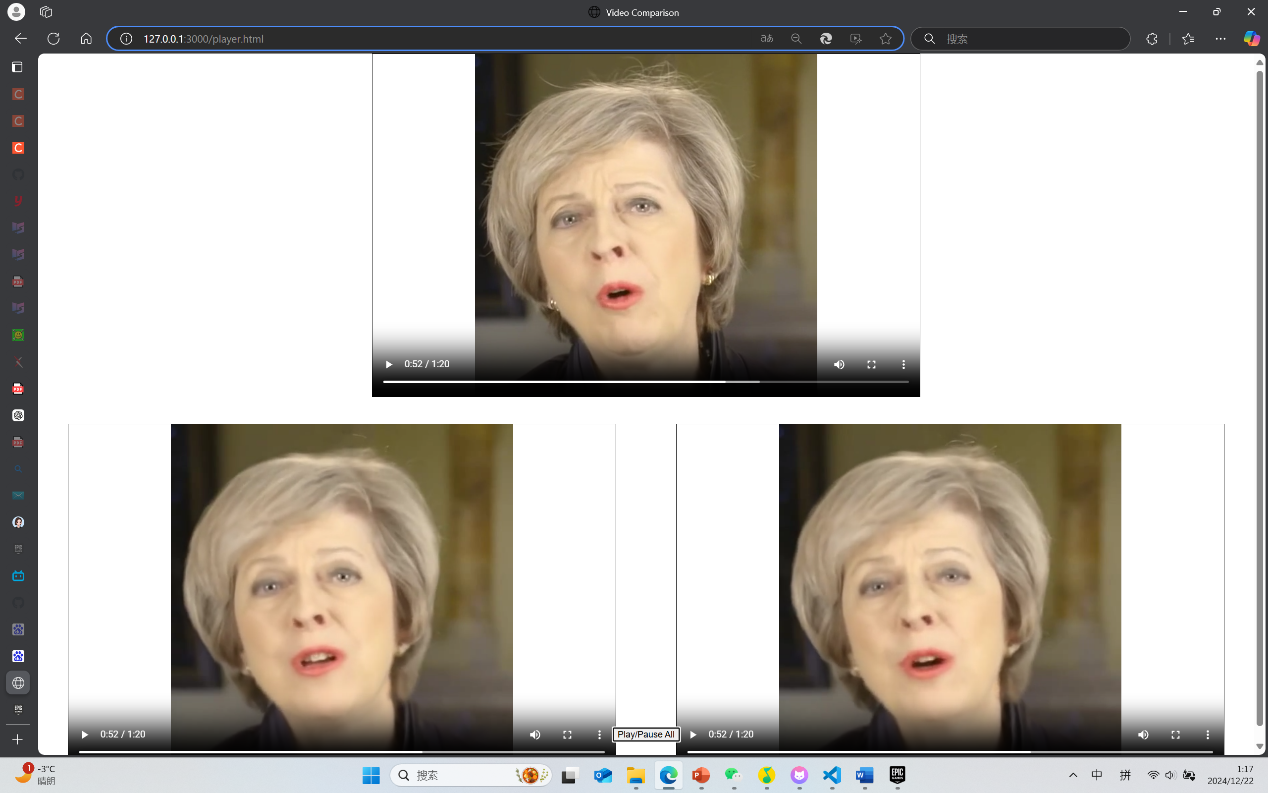 Video Comparison
127.0.0.1:3000/player.html
搜索
0:52 / 1:20
0:52 / 1:20
Play/Pause All
0:52 / 1:20
1
-3°C
晴朗
搜索
中
拼
1:17
2024/12/22